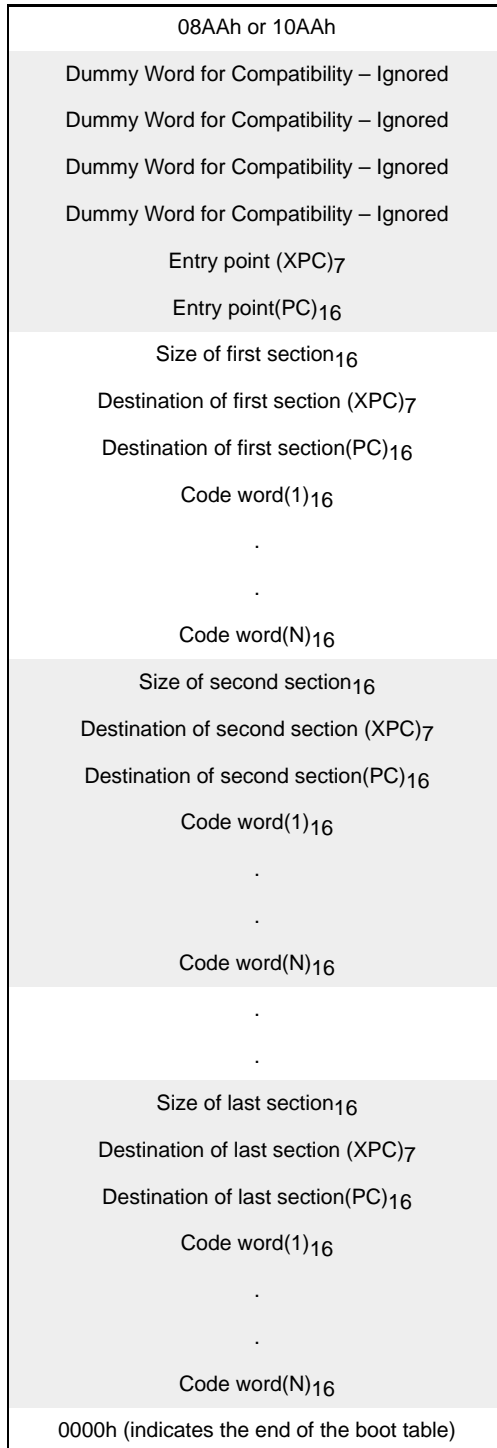 08AAh or 10AAh
Dummy Word for Compatibility – Ignored
Dummy Word for Compatibility – Ignored
Dummy Word for Compatibility – Ignored
Dummy Word for Compatibility – Ignored
Entry point (XPC)7
Entry point(PC)16
Size of first section16
Destination of first section (XPC)7
Destination of first section(PC)16
Code word(1)16
.
.
Code word(N)16
Size of second section16
Destination of second section (XPC)7
Destination of second section(PC)16
Code word(1)16
.
.
Code word(N)16
.
.
Size of last section16
Destination of last section (XPC)7
Destination of last section(PC)16
Code word(1)16
.
.
Code word(N)16
0000h (indicates the end of the boot table)